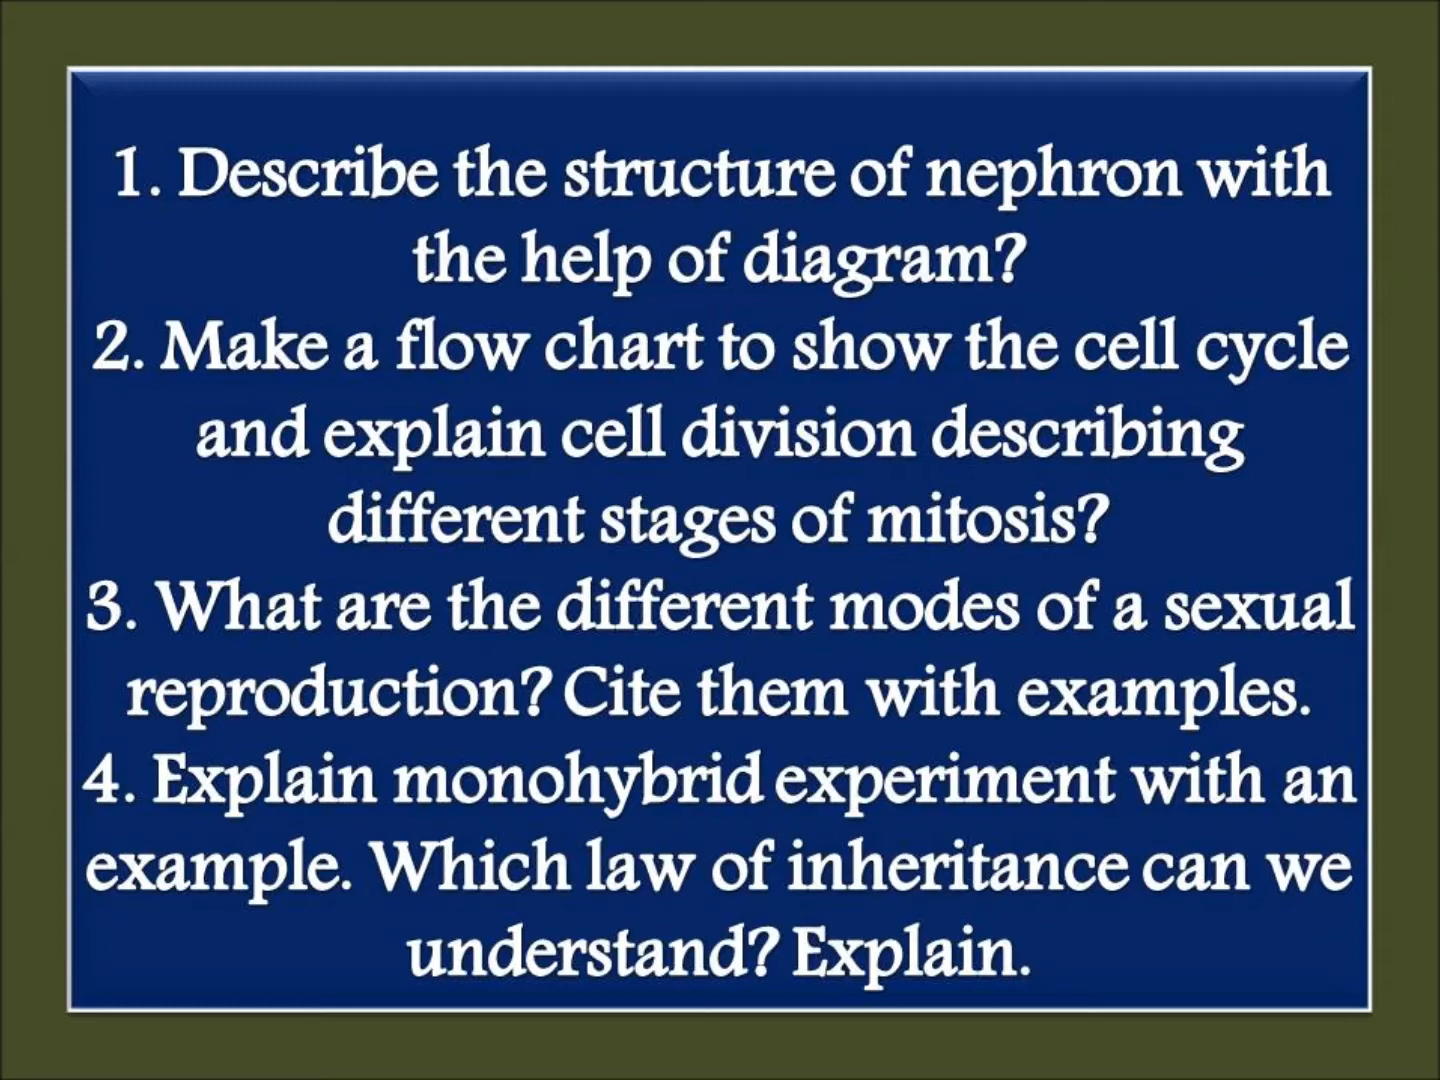 1. Describe the structure of nephron with
the help of diagram?
2. Make a flow chart to show the cell cycle
and explain cell division describing
different stages of mitosis?
3. What are the different modes of a sexual
reproduction? Cite them with examples.
4. Explain monohybrid experiment with an
example. Which law of inheritance can we
understand? Explain.